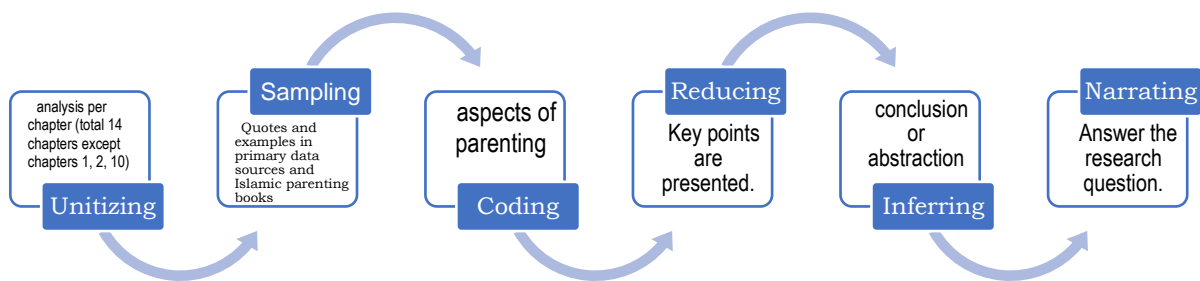 analysis per
chapter (total 14
chapters except
chapters 1, 2, 10)
Unitizing
Sampling
Quotes and
examples in
primary data
sources and
Islamic parenting
books
aspects of
parenting
Coding
Reducing
Key points
are
presented.
conclusion
or
abstraction
Inferring
Narrating
Answer the
research
question.